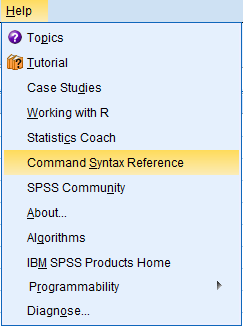 Help
Topics
Tutorial
Case Studies
Working with R
Statistics Coach
Command Syntax Reference
SPSS Community
About...
Algorithms
IBM SPSS Products Home
Programmability
Diagnose...